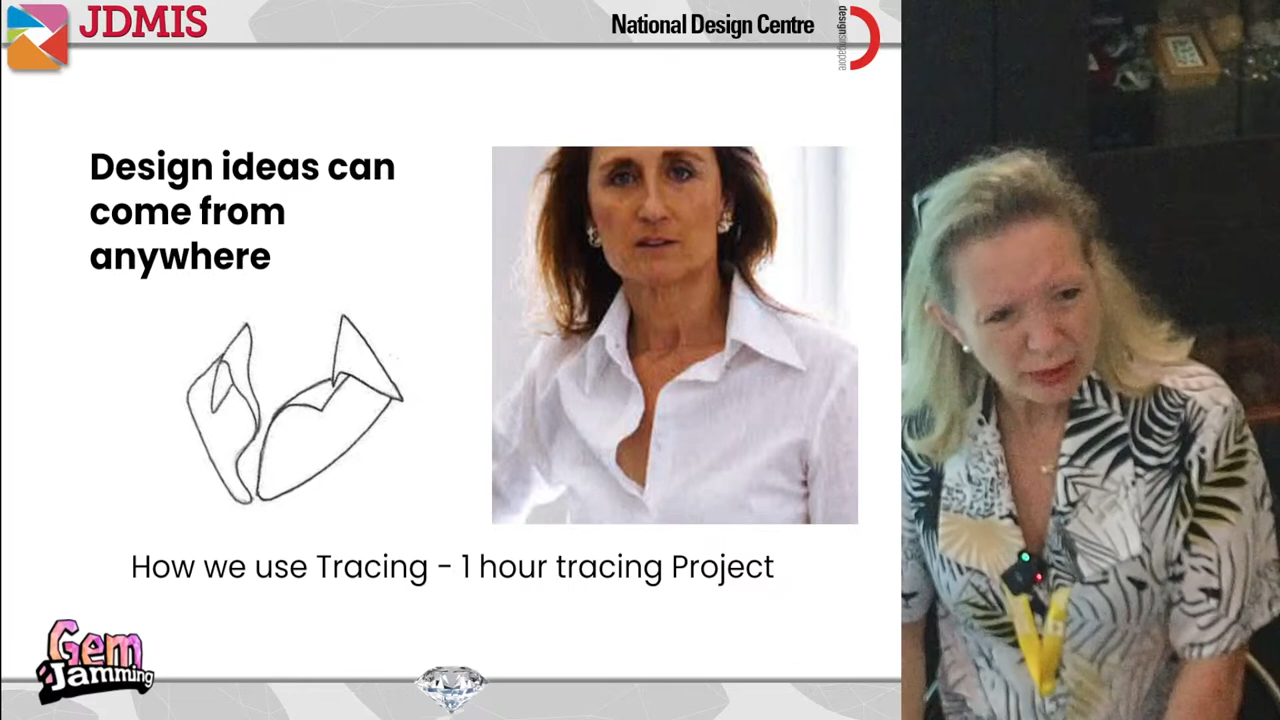 JDMIS
National Design Centre
designsingapore
Design ideas can
come from
anywhere
How we use Tracing - 1 hour tracing Project
Gem
Jamming